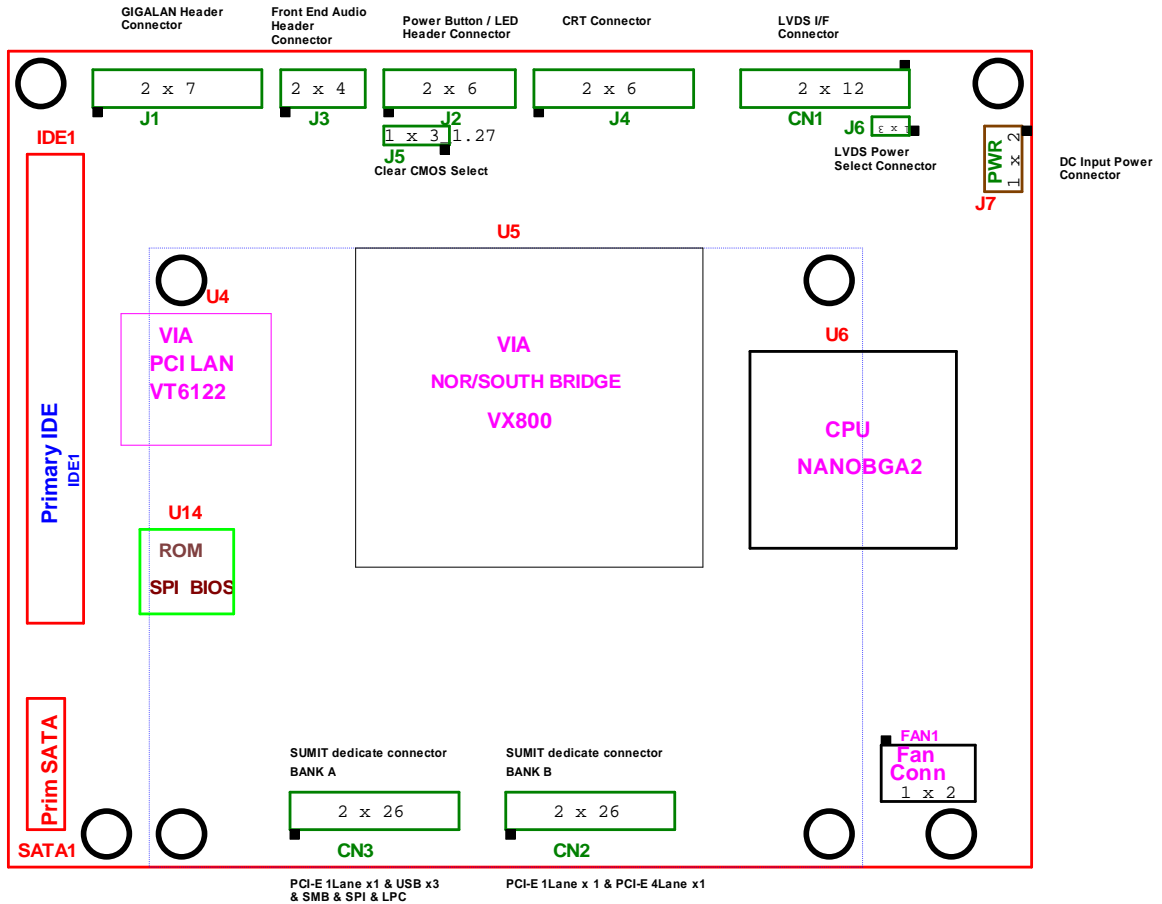 GIGALAN Header
Connector
Front End Audio
Header
Connector
Power Button / LED
Header Connector
CRT Connector
LVDS I/F
Connector
2 x 7
2 x 4
2 x 6
2 x 6
2 x 12
J1
J3
J2
J4
CN1
J6
1 x 3
IDE1
1 x 3_1.27
J5
Clear CMOS Select
LVDS Power
Select Connector
PWR
1 x 2
J7
DC Input Power
Connector
U5
U4
VIA
PCI LAN
VT6122
VIA
NOR/SOUTH BRIDGE
VX800
U6
CPU
NANOBGA2
Primary IDE
IDE1
U14
ROM
SPI BIOS
Prim SATA
SATA1
SUMIT dedicate connector
BANK A
SUMIT dedicate connector
BANK B
2 x 26
2 x 26
CN3
CN2
PCI-E 1Lane x1 & USB x3
& SMB & SPI & LPC
PCI-E 1Lane x 1 & PCI-E 4Lane x1
FAN1
Fan
Conn
1 x 2